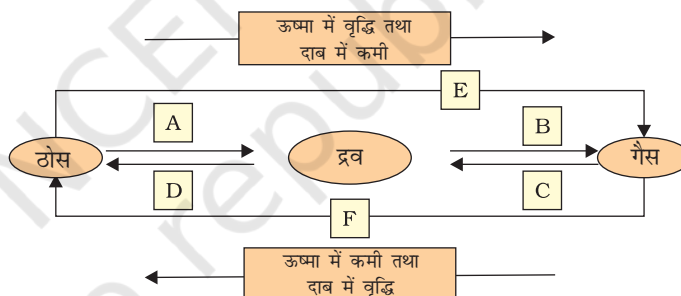 ऊष्मा में वृद्धि तथा
दाब में कमी
E
A
B
ठोस
द्रव
गैस
D
C
F
ऊष्मा में कमी तथा
दाब में वृद्धि